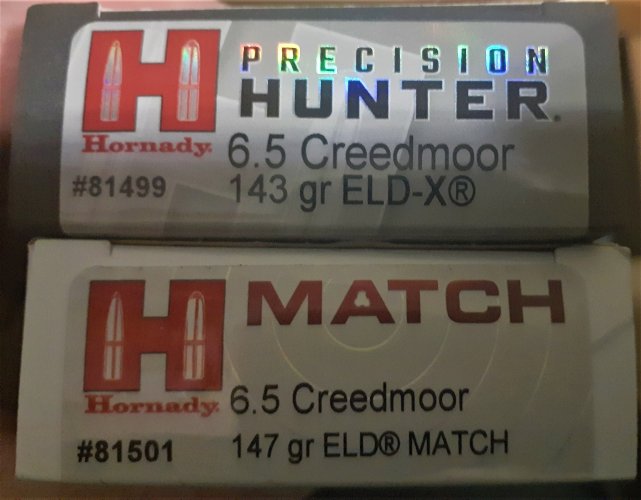 PRECISION
HUNTER®
Hornady®
6.5 Creedmoor
#81499
143 gr ELD-X®
MATCH
Hornady®
6.5 Creedmoor
#81501
147 gr ELD® MATCH